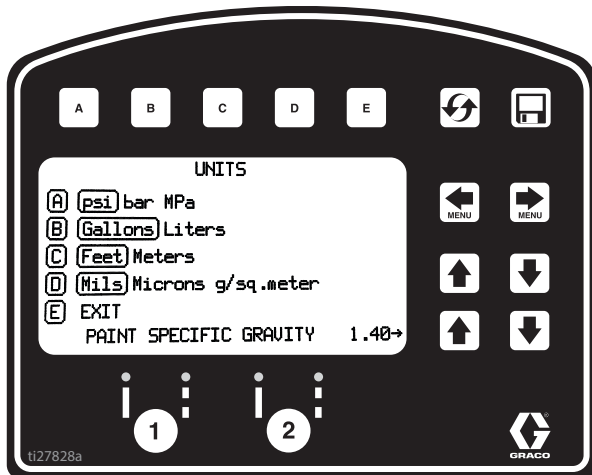 A B C D E
UNITS
A psi bar MPa
B Gallons Liters
C Feet Meters
D Mils Microns g/sq.meter
E EXIT
PAINT SPECIFIC GRAVITY 1.40→
MENU MENU
1 2
ti27828a
G
GRACO